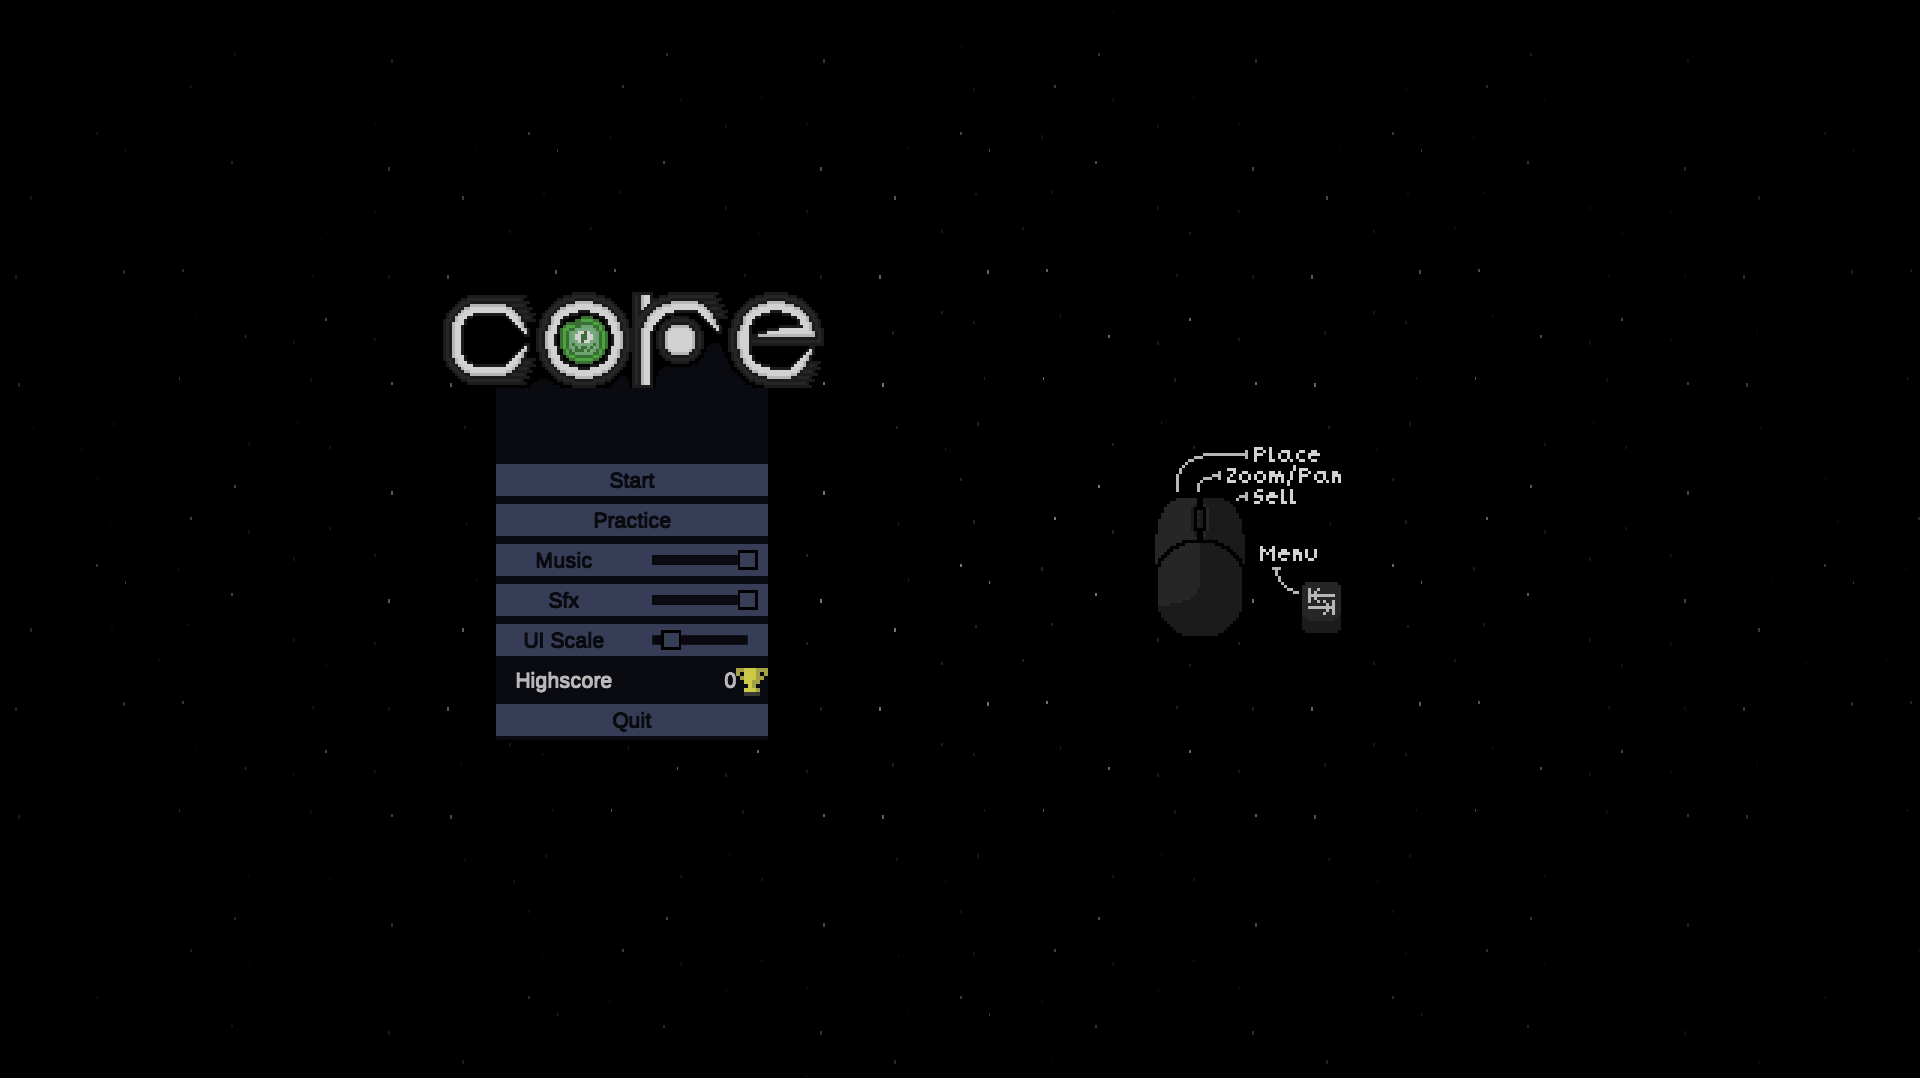 core
Start
Practice
Music
Sfx
UI Scale
Highscore 0
Quit
Place
Zoom/Pan
Sell
Menu